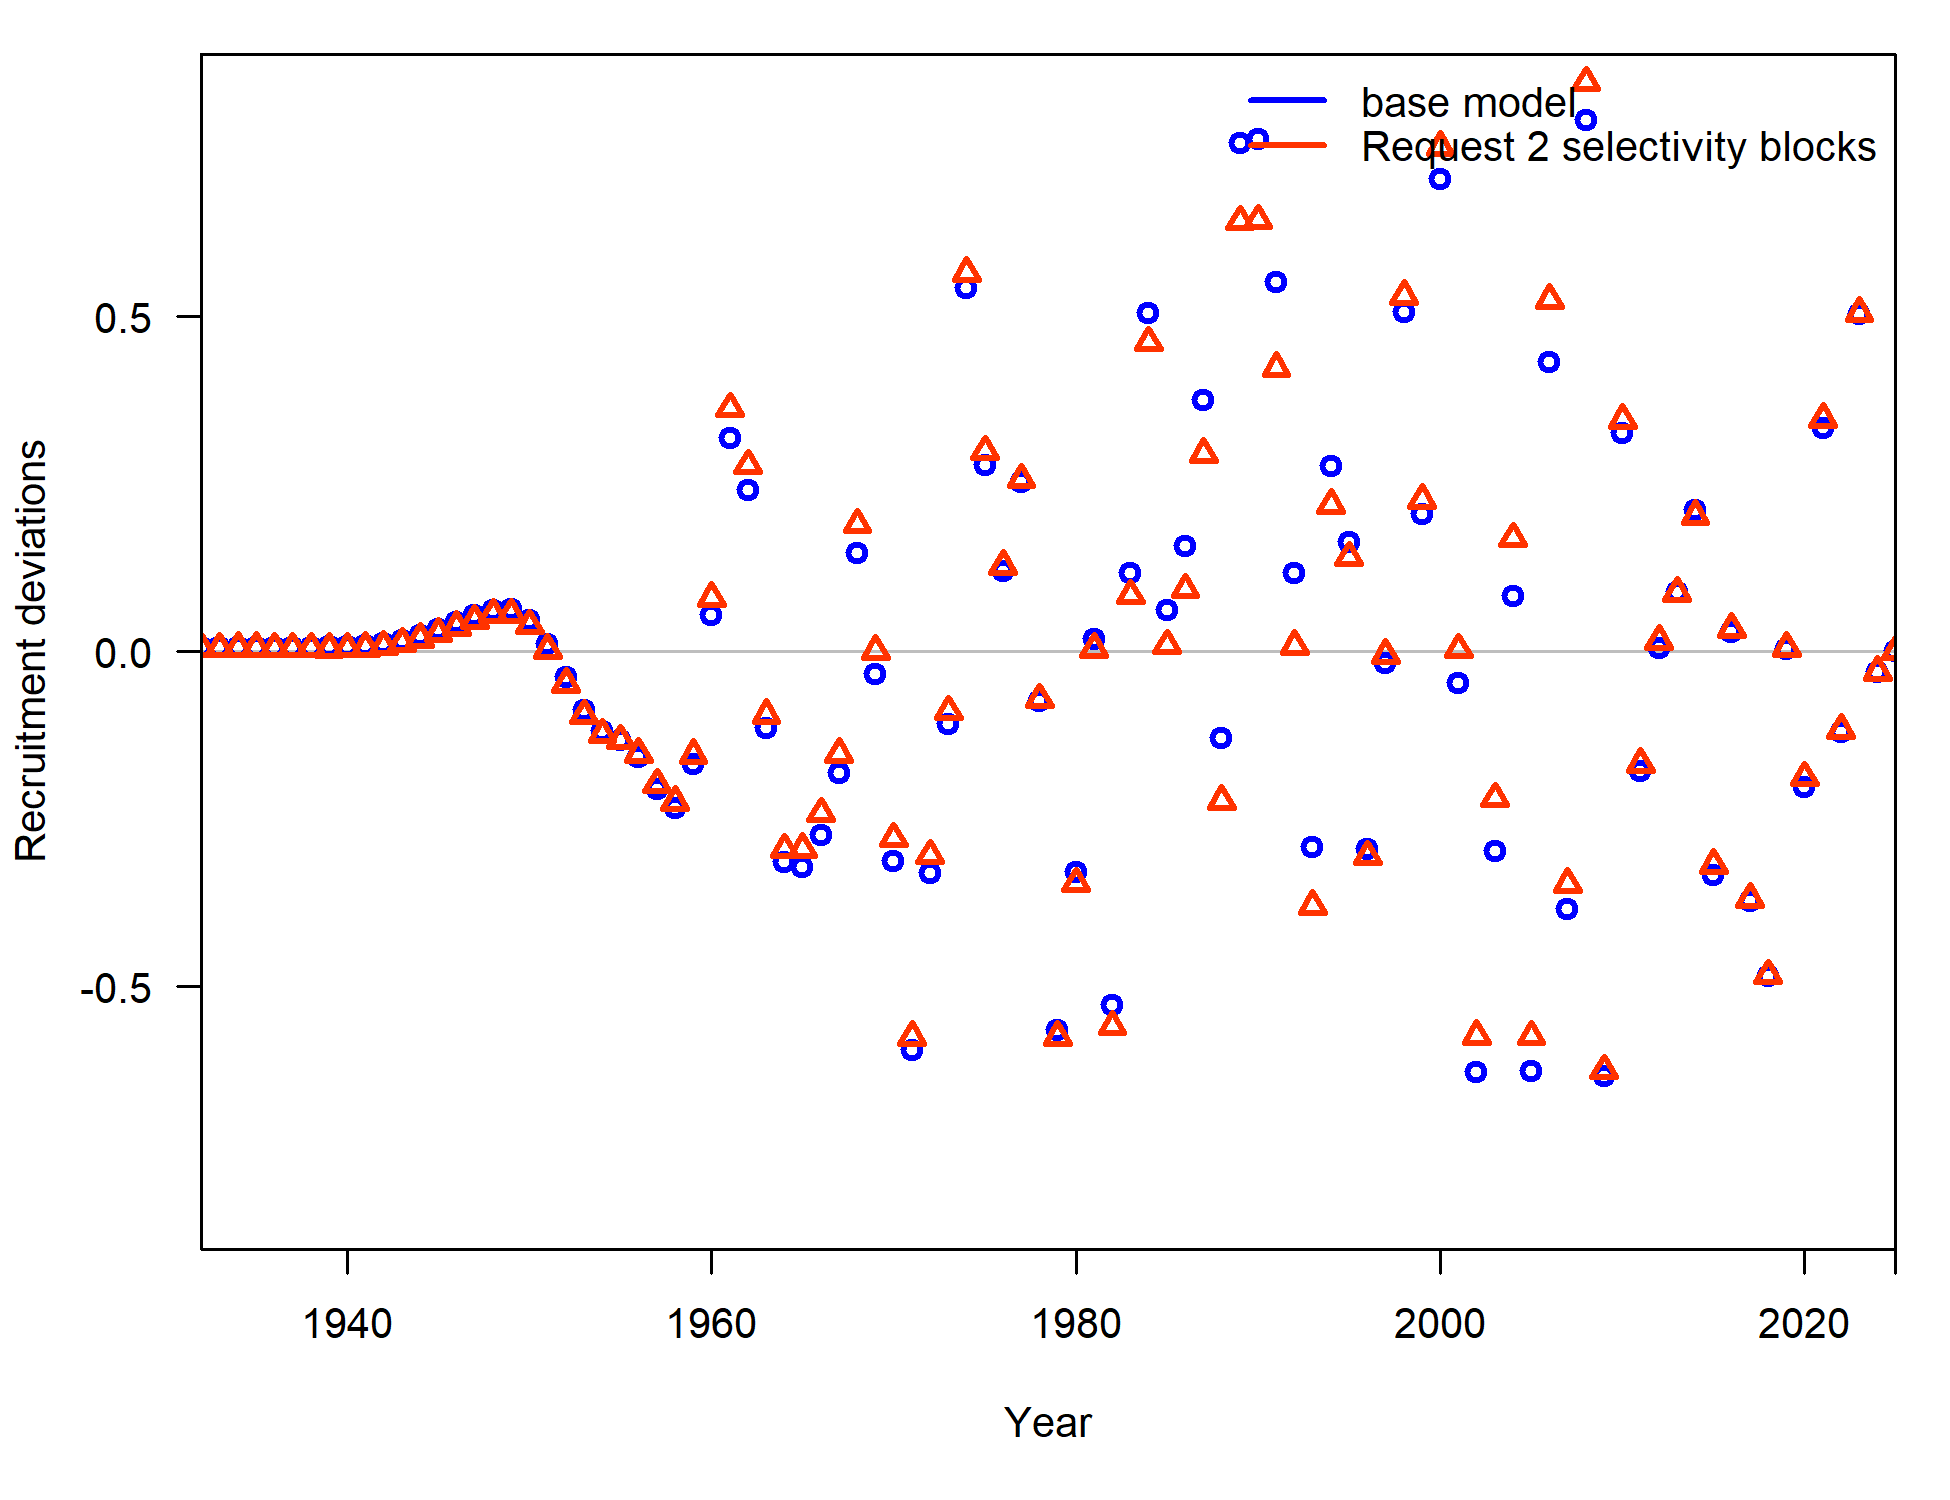 base model
Request 2 selectivity blocks
Recruitment deviations
0.5
0.0
-0.5
1940 1960 1980 2000 2020
Year